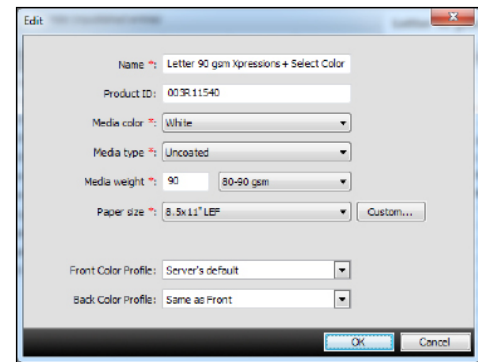 Edit
Name *: Letter 90 gsm Xpressions + Select Color
Product ID: 003R11540
Media color *: White
Media type *: Uncoated
Media weight *: 90 80-90 gsm
Paper size *: 8.5x11" LEF Custom...
Front Color Profile: Server's default
Back Color Profile: Same as Front
OK Cancel